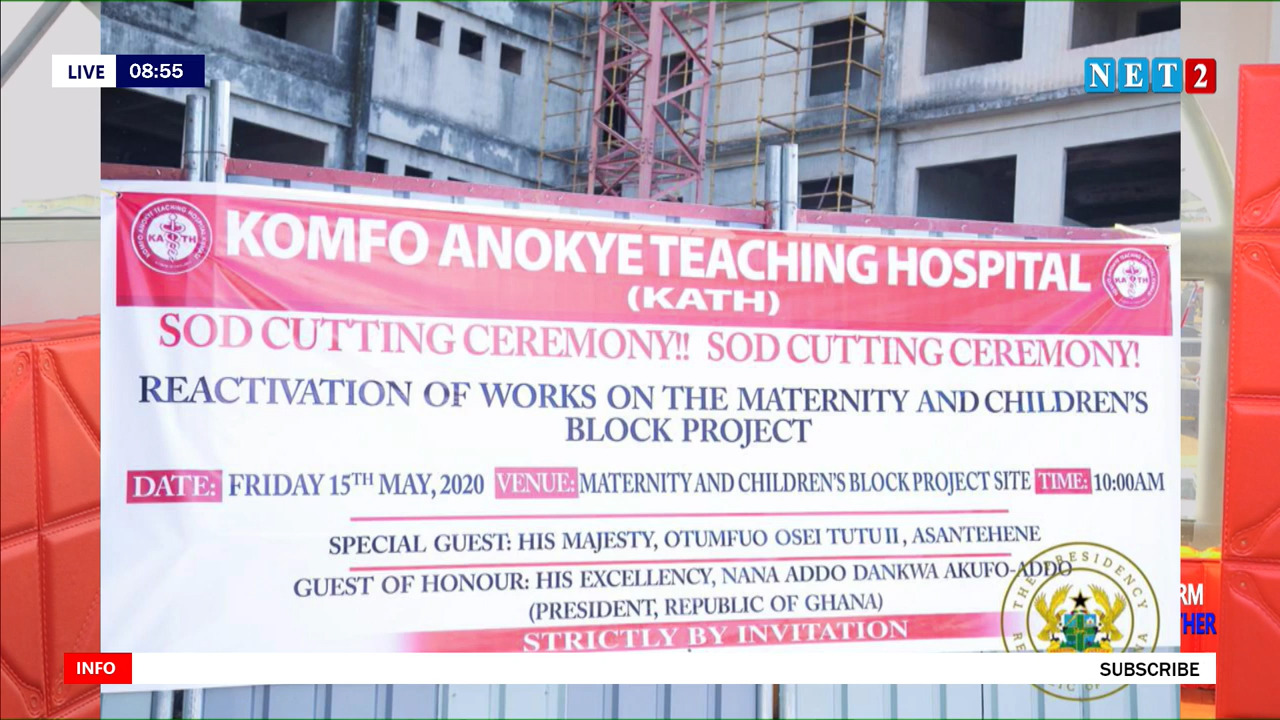 LIVE 08:55
NET2
KOMFO ANOKYE TEACHING HOSPITAL
(KATH)
KATH
KATH
SOD CUTTING CEREMONY!! SOD CUTTING CEREMONY!
REACTIVATION OF WORKS ON THE MATERNITY AND CHILDREN'S
BLOCK PROJECT
DATE: FRIDAY 15TH MAY, 2020 VENUE: MATERNITY AND CHILDREN'S BLOCK PROJECT SITE TIME: 10:00AM
SPECIAL GUEST: HIS MAJESTY, OTUMFUO OSEI TUTU II, ASANTEHENE
GUEST OF HONOUR: HIS EXCELLENCY, NANA ADDO DANKWA AKUFO-ADDO
(PRESIDENT, REPUBLIC OF GHANA)
STRICTLY BY INVITATION
THE PRESIDENCY
INFO
SUBSCRIBE